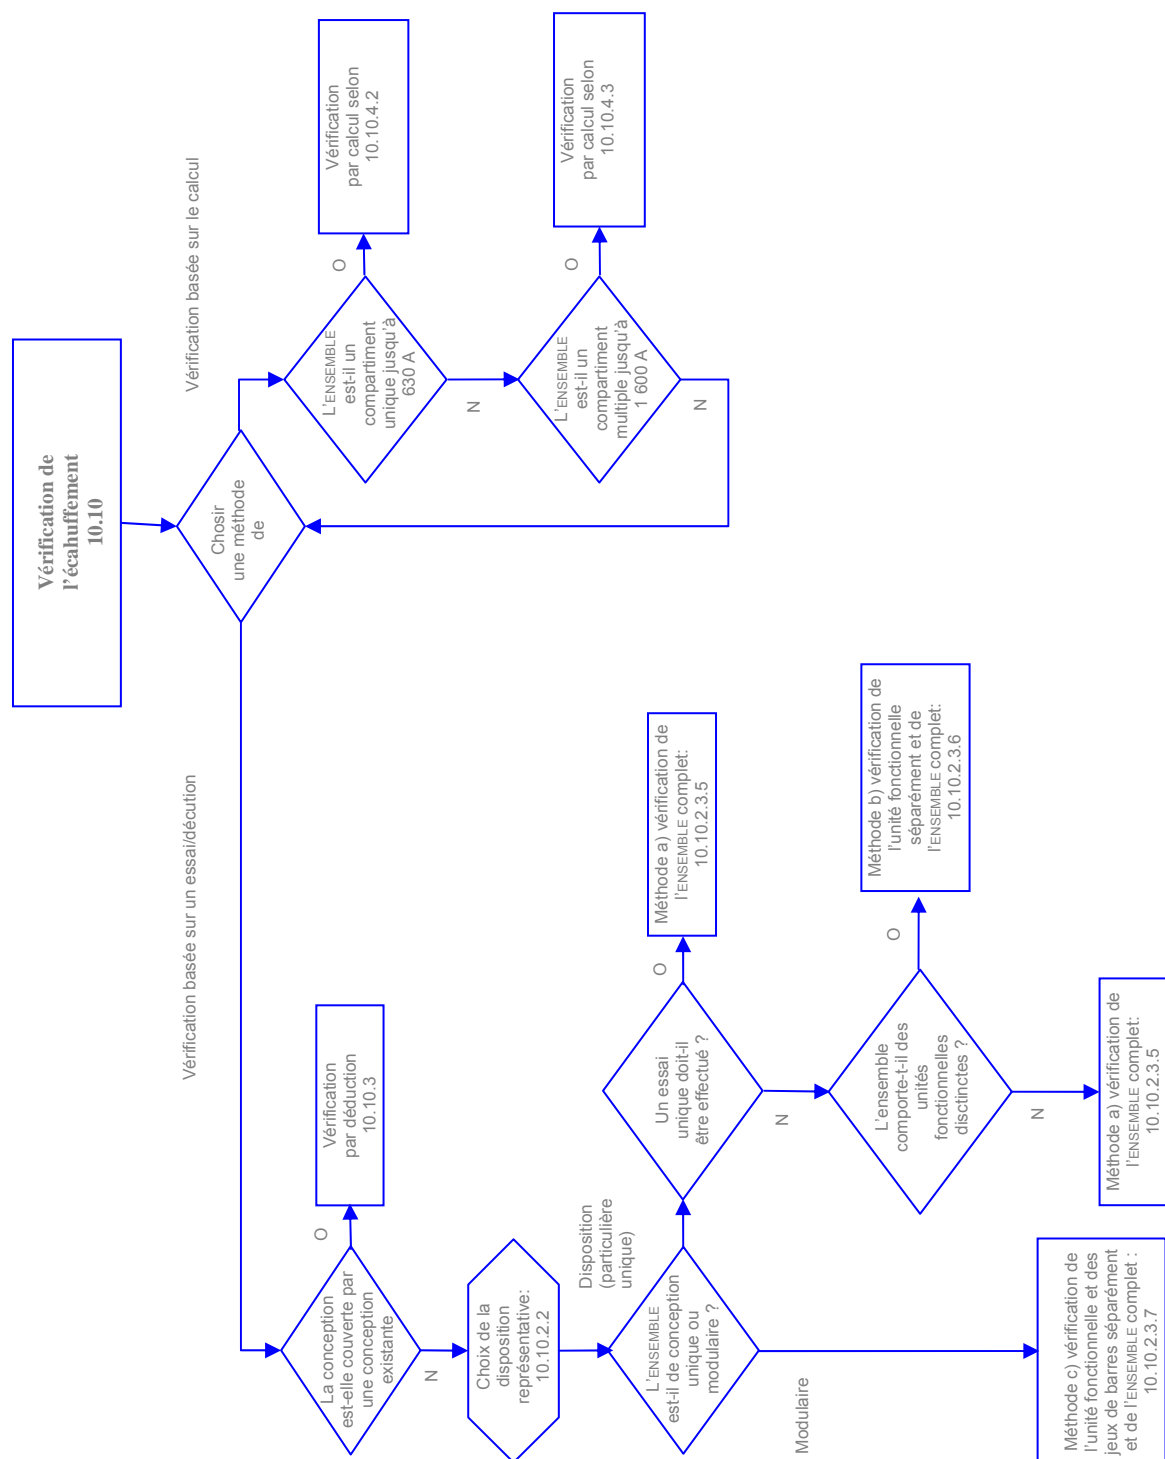 Vérification de
l'écahuffement
10.10
Vérification basée sur un essai/décution
Vérification basée sur le calcul
Chosir
une méthode
de
La conception
est-elle couverte par
une conception
existante
O
N
Vérification
par déduction
10.10.3
L'ENSEMBLE
est-il un
compartiment
unique jusqu'à
630 A
O
N
Vérification
par calcul selon
10.10.4.2
Choix de la
disposition
représentative:
10.10.2.2
L'ENSEMBLE
est-il un
compartiment
multiple jusqu'à
1 600 A
O
N
Vérification
par calcul selon
10.10.4.3
Disposition
(particulière
unique)
L'ENSEMBLE
est-il de conception
unique ou
modulaire ?
Modulaire
Un essai
unique doit-il
être effectué ?
O
N
Méthode a) vérification de
l'ENSEMBLE complet:
10.10.2.3.5
L'ensemble
comporte-t-il des
unités
fonctionnelles
disctinctes ?
O
N
Méthode b) vérification de
l'unité fonctionnelle
séparément et de
l'ENSEMBLE complet:
10.10.2.3.6
Méthode c) vérification de
l'unité fonctionnelle et des
jeux de barres séparément
et de l'ENSEMBLE complet :
10.10.2.3.7
Méthode a) vérification de
l'ENSEMBLE complet:
10.10.2.3.5